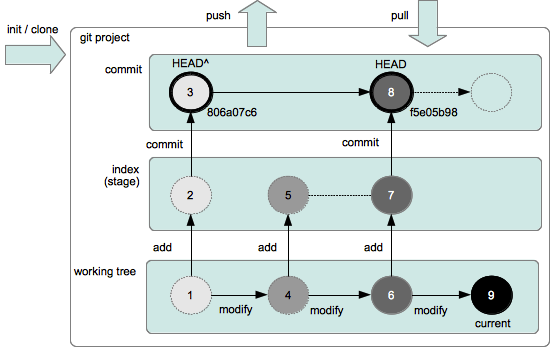 push
pull
init / clone
git project
HEAD^
HEAD
commit
3
8
806a07c6
f5e05b98
commit
commit
index
(stage)
2
5
7
add
add
add
working tree
1
4
6
9
modify
modify
modify
current